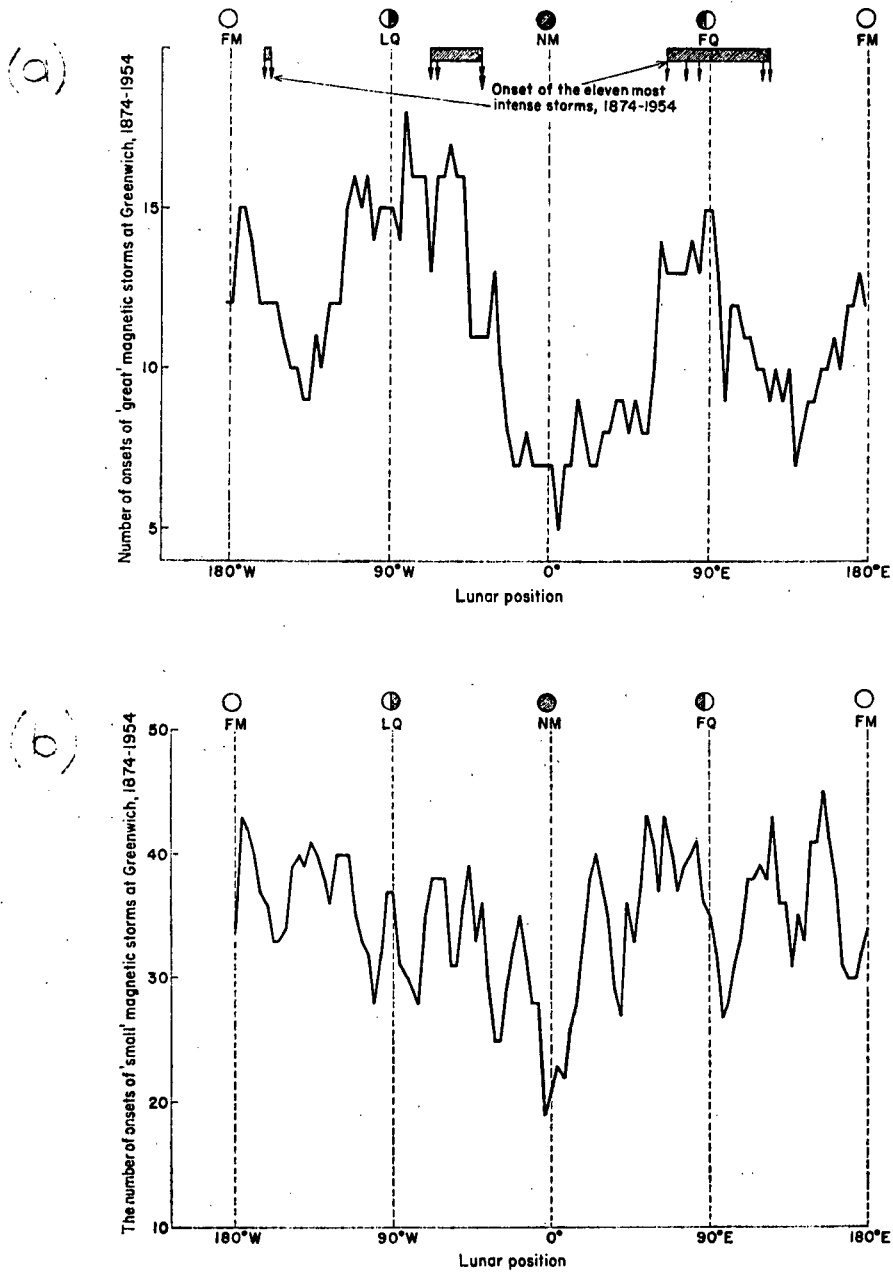 (a)
FM LQ NM FQ FM
Onset of the eleven most
intense storms, 1874-1954
Number of onsets of 'great' magnetic storms at Greenwich, 1874-1954
15
10
5
180°W 90°W 0° 90°E 180°E
Lunar position
(b)
FM LQ NM FQ FM
The number of onsets of 'small' magnetic storms at Greenwich, 1874-1954
50
40
30
20
10
180°W 90°W 0° 90°E 180°E
Lunar position